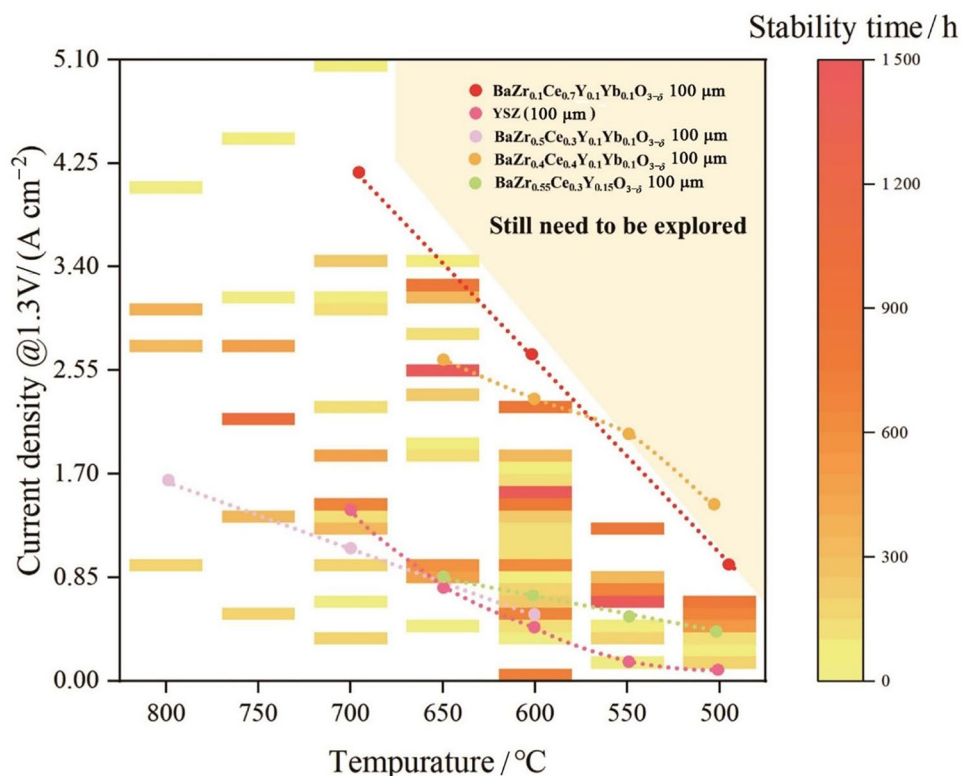 Stability time / h
5.10
4.25
3.40
2.55
1.70
0.85
0.00
Current density @1.3V/(A cm⁻²)
BaZr₀.₁Ce₀.₇Y₀.₁Yb₀.₁O₃₋δ 100 μm
YSZ (100 μm)
BaZr₀.₅Ce₀.₃Y₀.₁Yb₀.₁O₃₋δ 100 μm
BaZr₀.₄Ce₀.₄Y₀.₁Yb₀.₁O₃₋δ 100 μm
BaZr₀.₅₅Ce₀.₃Y₀.₁₅O₃₋δ 100 μm
Still need to be explored
1 500
1 200
900
600
300
0
800 750 700 650 600 550 500
Tempurature / °C